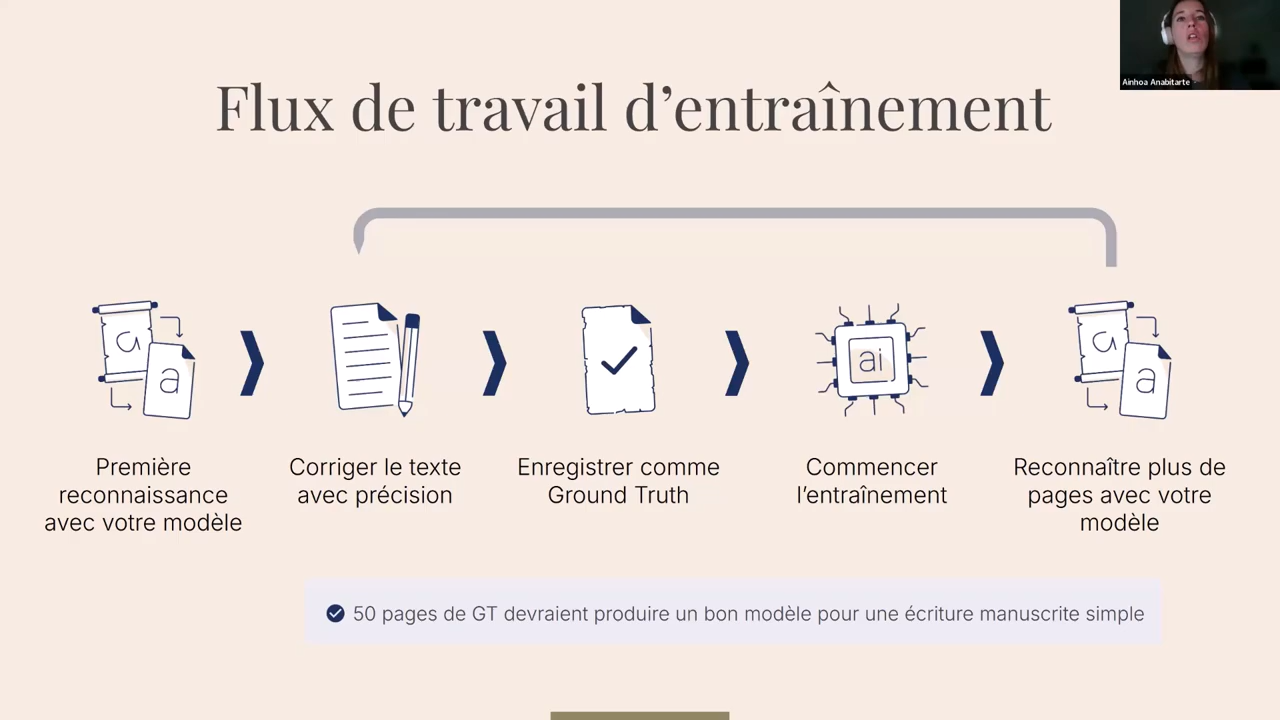 Ainhoa Anabitarte
Flux de travail d’entraînement
a
a
ai
a
a
Première
reconnaissance
avec votre modèle
Corriger le texte
avec précision
Enregistrer comme
Ground Truth
Commencer
l’entraînement
Reconnaître plus de
pages avec votre
modèle
50 pages de GT devraient produire un bon modèle pour une écriture manuscrite simple